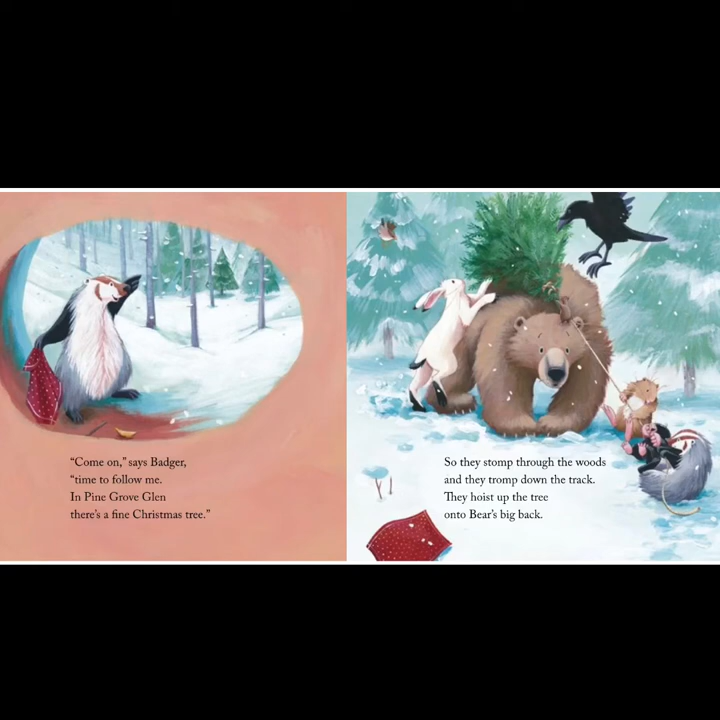 “Come on,” says Badger,
“time to follow me.
In Pine Grove Glen
there’s a fine Christmas tree.”
So they stomp through the woods
and they tromp down the track.
They hoist up the tree
onto Bear’s big back.